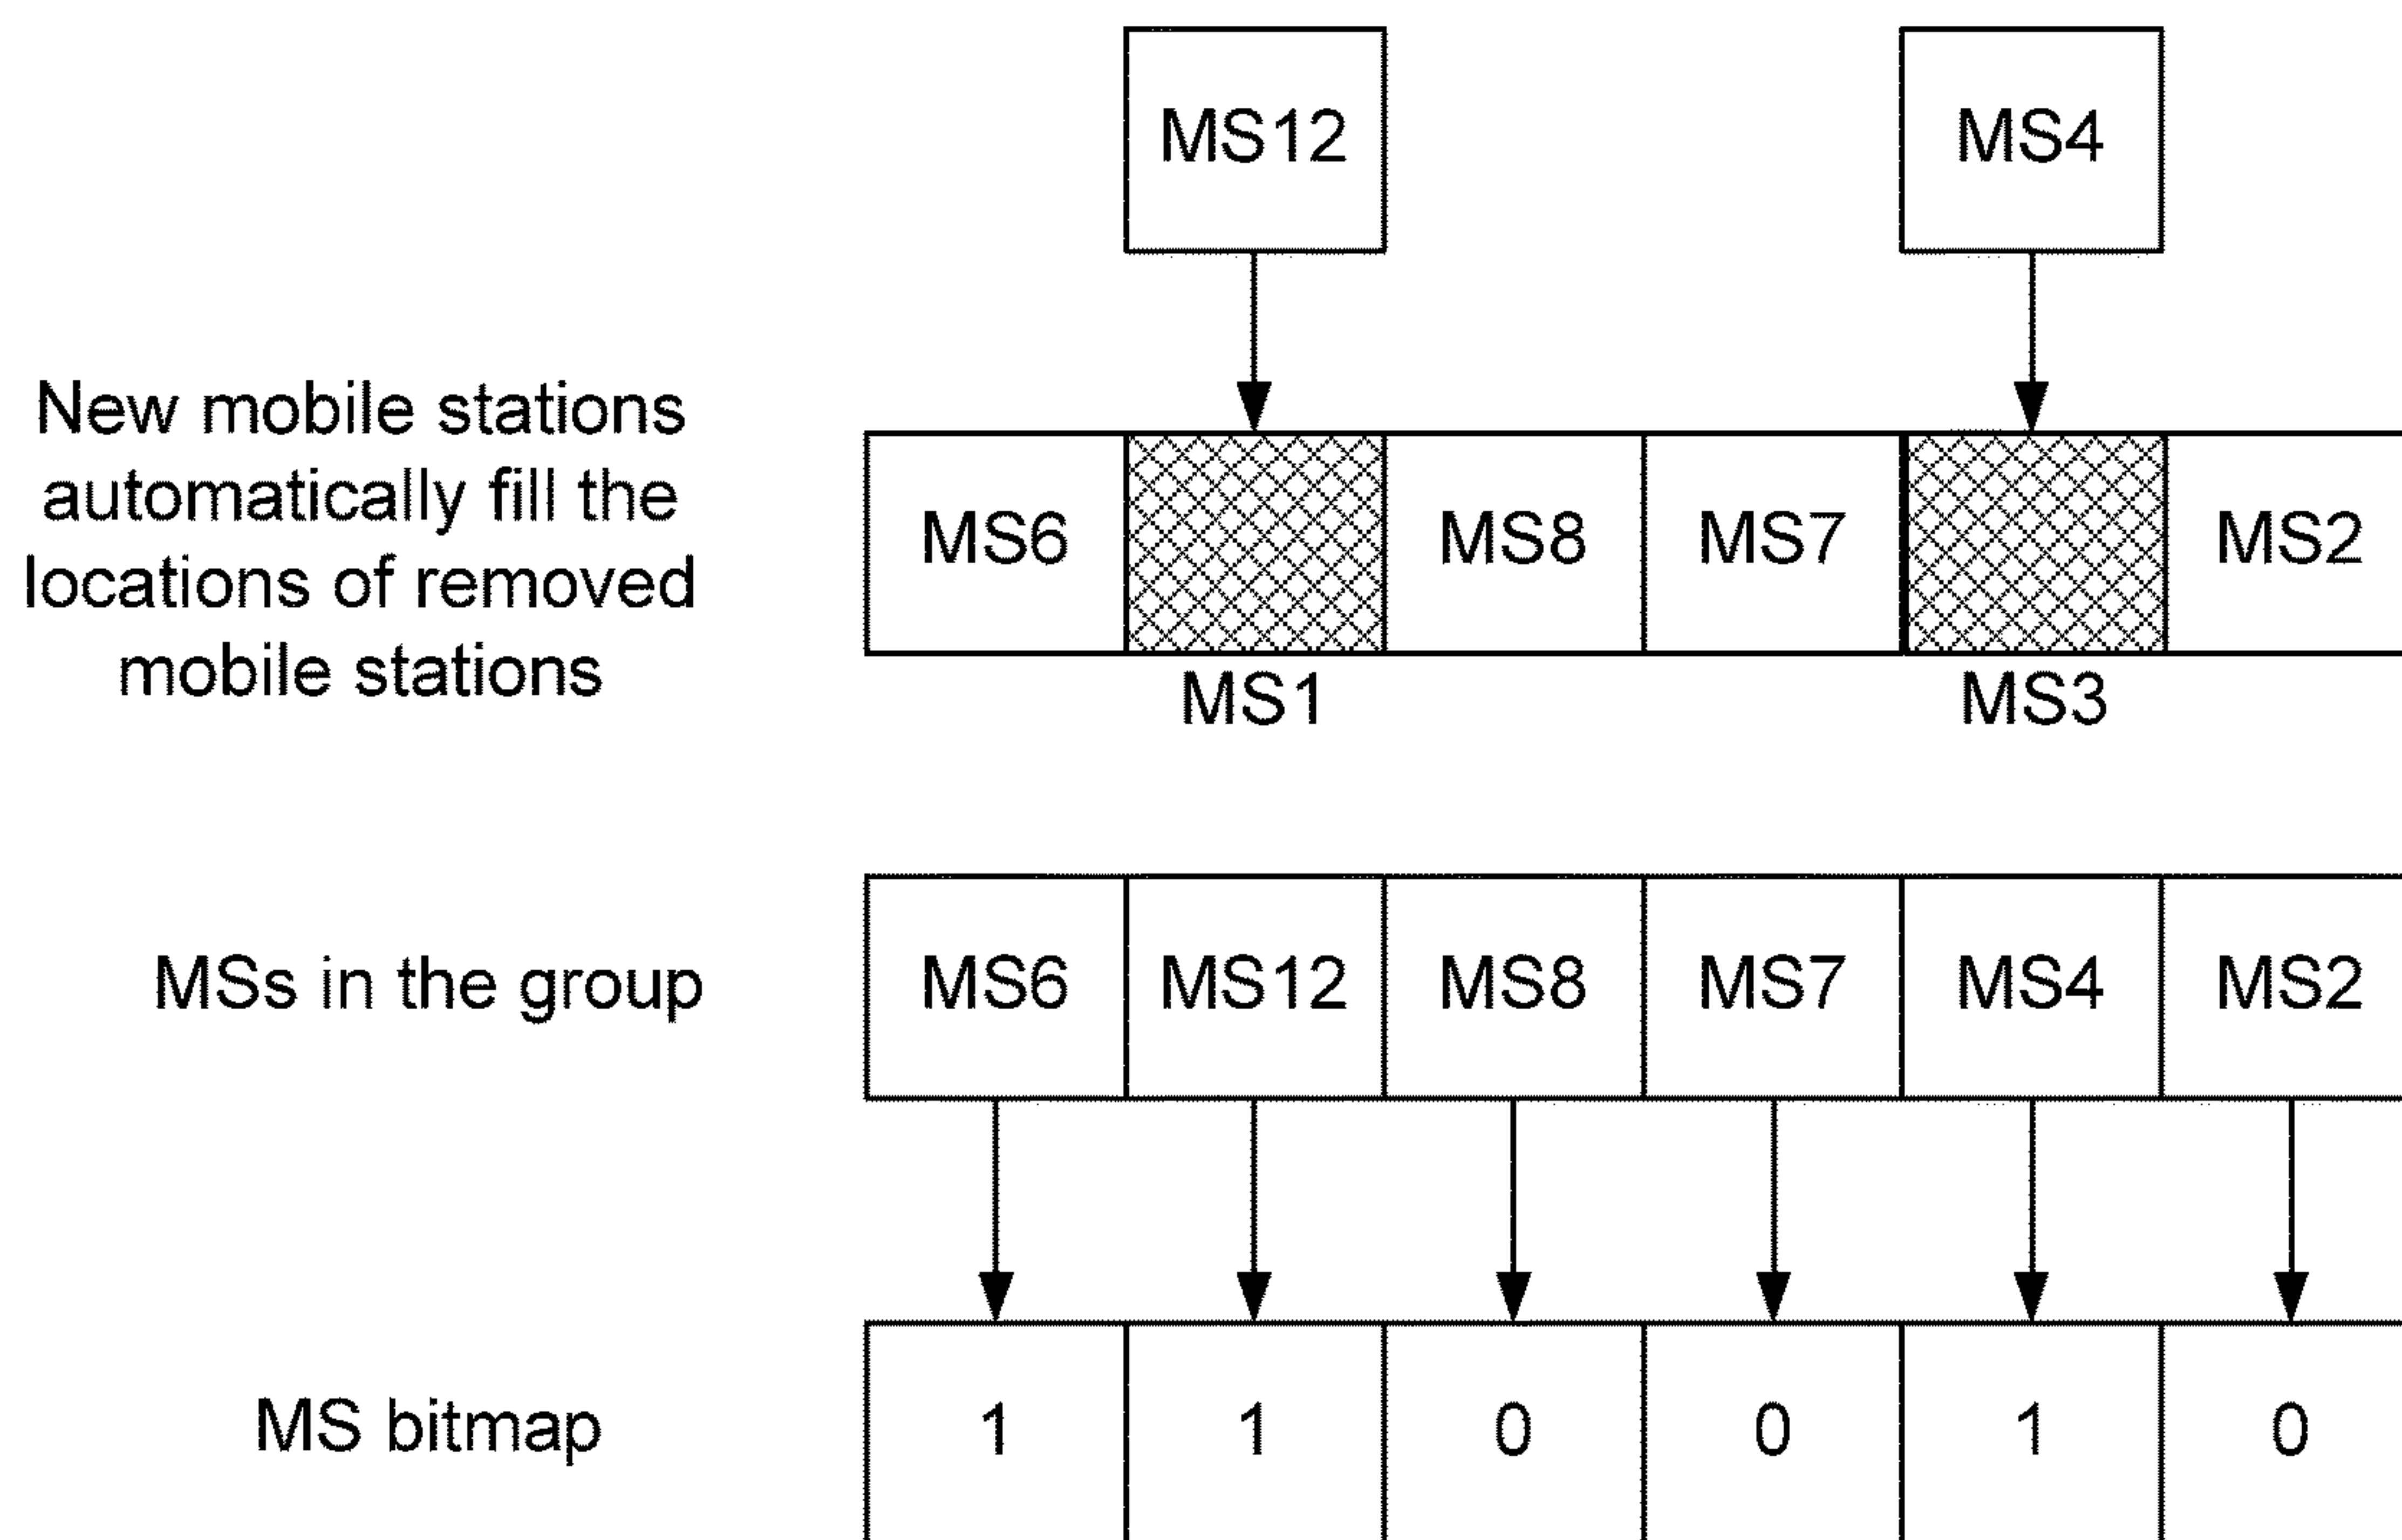 MS12 MS4
New mobile stations
automatically fill the
locations of removed
mobile stations
MS6 MS8 MS7 MS2
MS1 MS3
MSs in the group MS6 MS12 MS8 MS7 MS4 MS2
MS bitmap 1 1 0 0 1 0